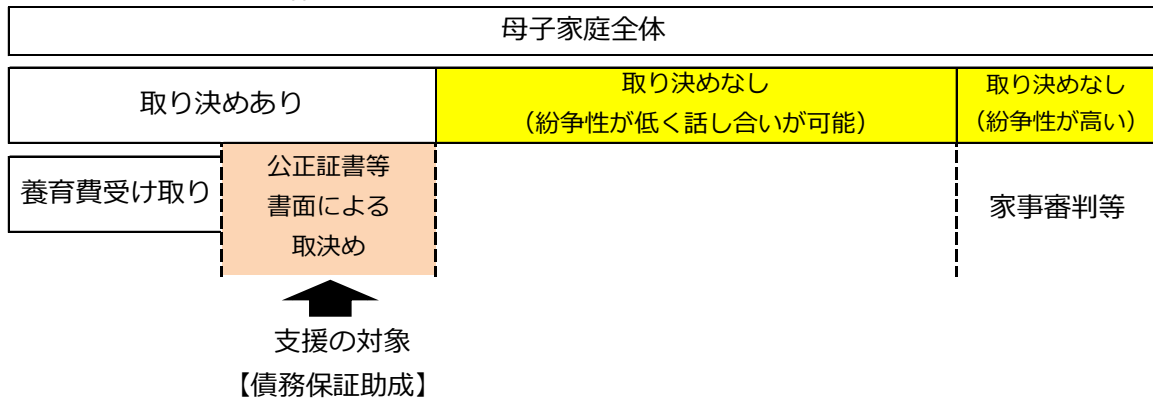 母子家庭全体
取り決めあり
取り決めなし
（紛争性が低く話し合いが可能）
取り決めなし
（紛争性が高い）
養育費受け取り
公正証書等
書面による
取決め
家事審判等
支援の対象
【債務保証助成】